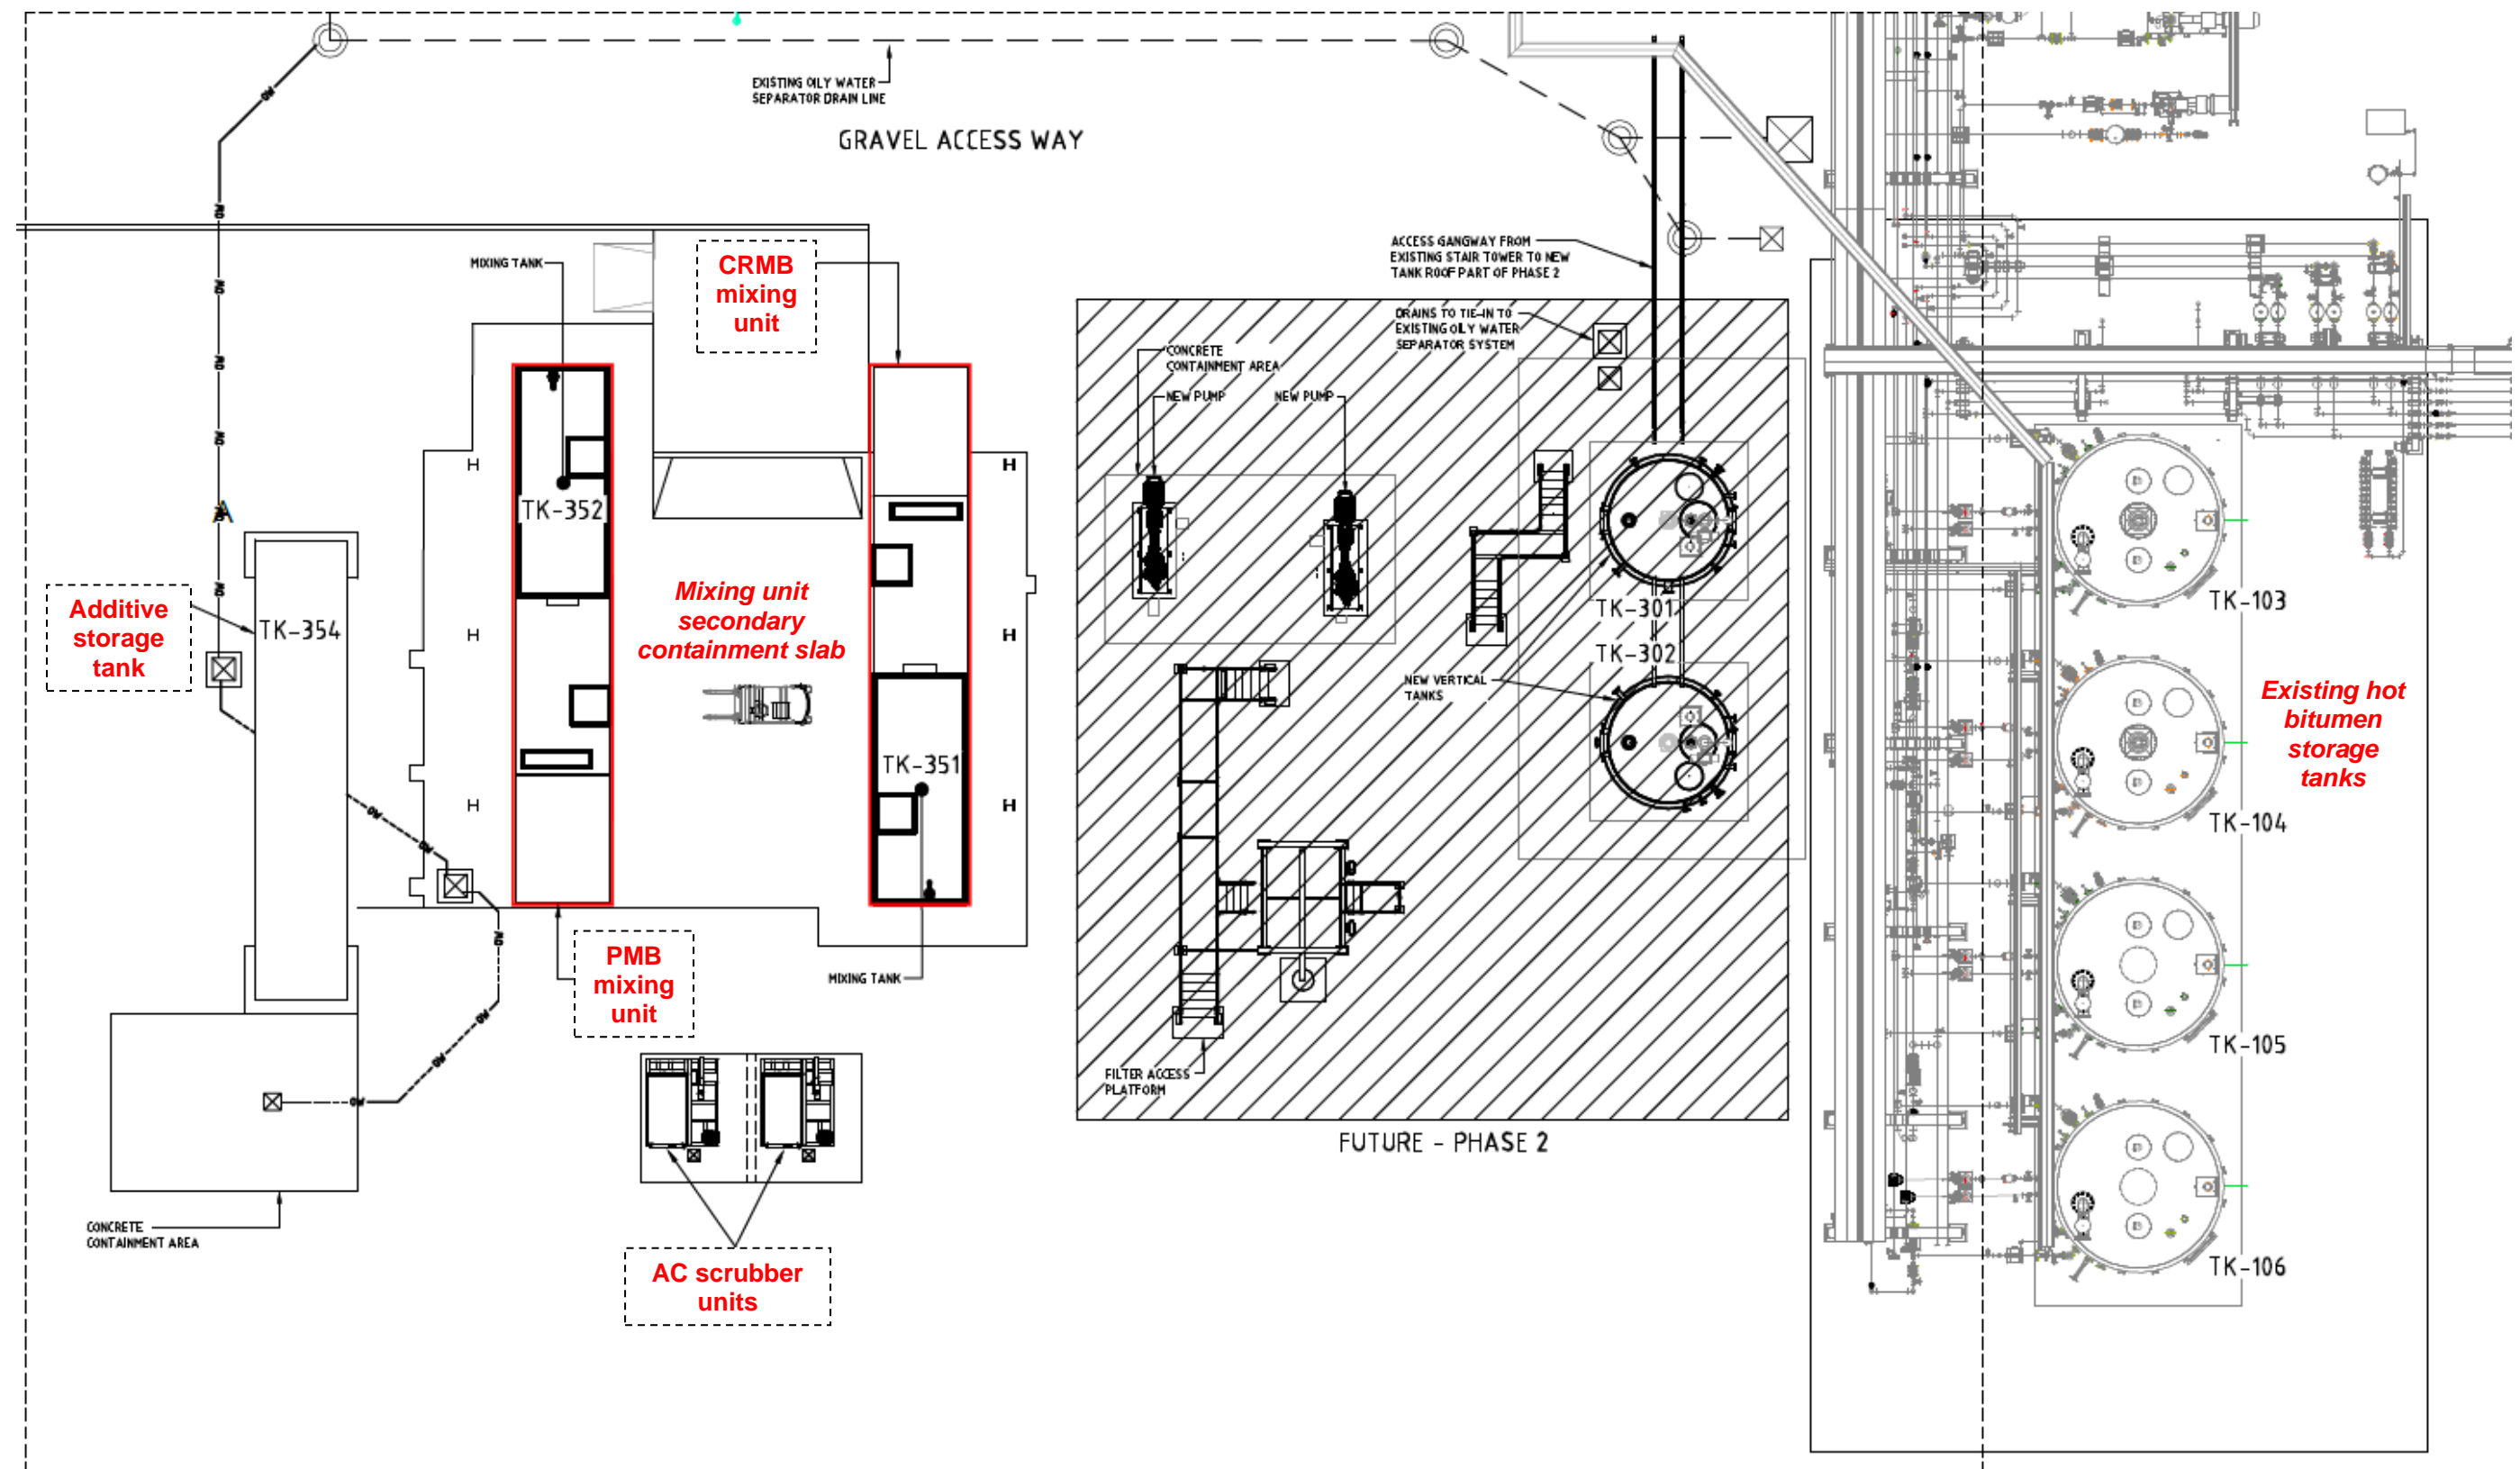 EXISTING OILY WATER
SEPARATOR DRAIN LINE
GRAVEL ACCESS WAY
MIXING TANK
CRMB
mixing
unit
ACCESS GANGWAY FROM
EXISTING STAIR TOWER TO NEW
TANK ROOF PART OF PHASE 2
DRAINS TO TIE-IN TO
EXISTING OILY WATER
SEPARATOR SYSTEM
CONCRETE
CONTAINMENT AREA
NEW PUMP
NEW PUMP
H
H
TK-352
A
Additive
storage
tank
TK-354
Mixing unit
secondary
containment slab
H
H
TK-301
TK-302
NEW VERTICAL
TANKS
TK-103
Existing hot
bitumen
storage
tanks
TK-351
H
H
TK-104
PMB
mixing
unit
MIXING TANK
TK-105
FILTER ACCESS
PLATFORM
FUTURE - PHASE 2
CONCRETE
CONTAINMENT AREA
AC scrubber
units
TK-106